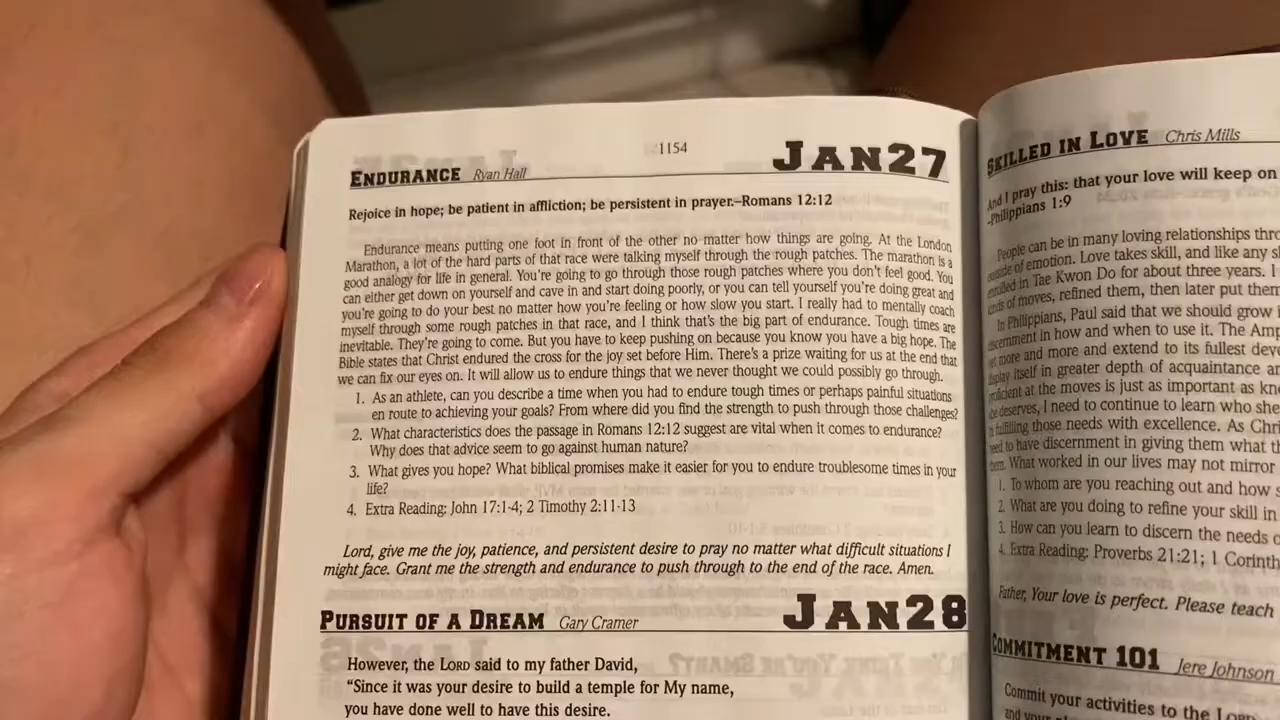 1154
ENDURANCE Ryan Hall JAN27
Rejoice in hope; be patient in affliction; be persistent in prayer.–Romans 12:12
Endurance means putting one foot in front of the other no matter how things are going. At the London
Marathon, a lot of the hard parts of that race were talking myself through the rough patches. The marathon is a
good analogy for life in general. You're going to go through those rough patches where you don't feel good. You
can either get down on yourself and cave in and start doing poorly, or you can tell yourself you're doing great and
you're going to do your best no matter how you're feeling or how slow you start. I really had to mentally coach
myself through some rough patches in that race, and I think that's the big part of endurance. Tough times are
inevitable. They're going to come. But you have to keep pushing on because you know you have a big hope. The
Bible states that Christ endured the cross for the joy set before Him. There's a prize waiting for us at the end that
we can fix our eyes on. It will allow us to endure things that we never thought we could possibly go through.
1. As an athlete, can you describe a time when you had to endure tough times or perhaps painful situations
en route to achieving your goals? From where did you find the strength to push through those challenges?
2. What characteristics does the passage in Romans 12:12 suggest are vital when it comes to endurance?
Why does that advice seem to go against human nature?
3. What gives you hope? What biblical promises make it easier for you to endure troublesome times in your
life?
4. Extra Reading: John 17:1-4; 2 Timothy 2:11-13
Lord, give me the joy, patience, and persistent desire to pray no matter what difficult situations I
might face. Grant me the strength and endurance to push through to the end of the race. Amen.
PURSUIT OF A DREAM Gary Cramer JAN28
However, the LORD said to my father David,
“Since it was your desire to build a temple for My name,
you have done well to have this desire.
SKILLED IN LOVE Chris Mills
And I pray this: that your love will keep on
–Philippians 1:9
People can be in many loving relationships
of emotion. Love takes skill, and like any
in Tae Kwon Do for about three years. I
of moves, refined them, then later put them
In Philippians, Paul said that we should grow
in how and when to use it. The
more and more and extend to its fullest
itself in greater depth of acquaintance
at the moves is just as important as
deserves, I need to continue to learn who she
fulfilling those needs with excellence. As
to have discernment in giving them what
What worked in our lives may not mirror
1. To whom are you reaching out and how
2. What are you doing to refine your skill in
3. How can you learn to discern the needs
4. Extra Reading: Proverbs 21:21; 1
Father, Your love is perfect. Please teach
COMMITMENT 101 Jere Johnson
Commit your activities to the
and your